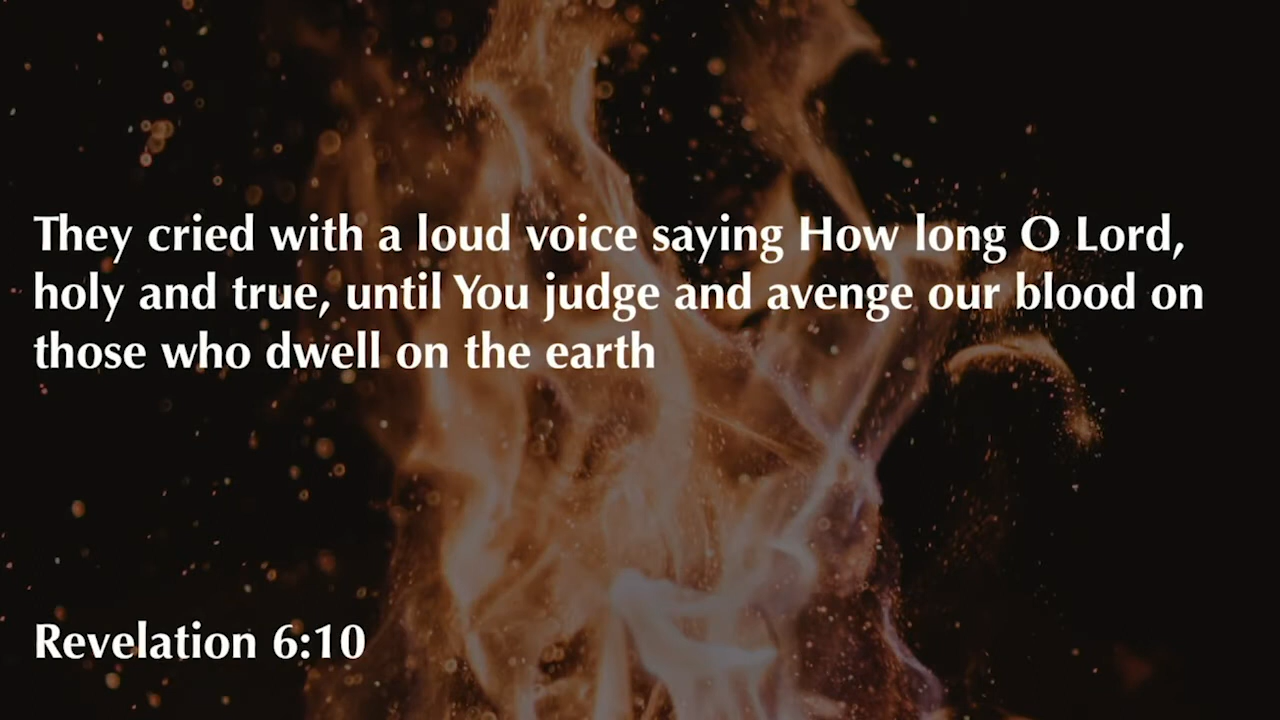 They cried with a loud voice saying How long O Lord,
holy and true, until You judge and avenge our blood on
those who dwell on the earth
Revelation 6:10